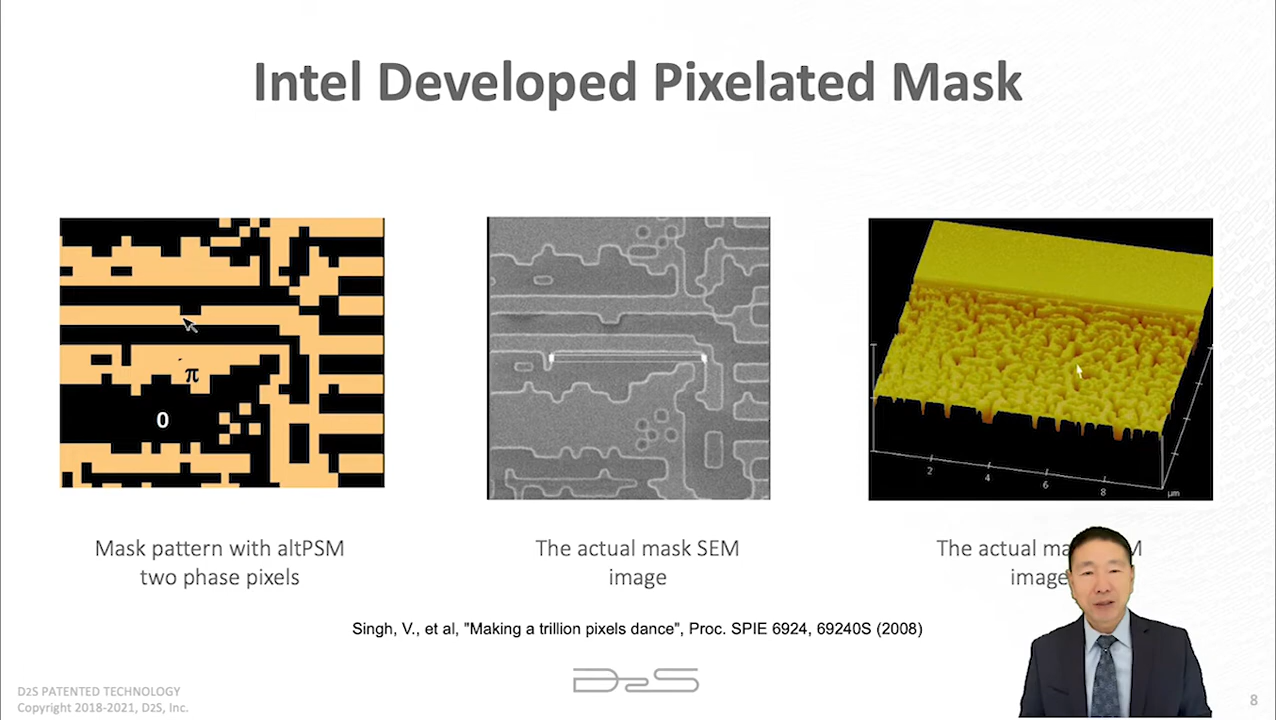 Intel Developed Pixelated Mask
π
0
2
4
6
8
μm
Mask pattern with altPSM
two phase pixels
The actual mask SEM
image
The actual
image
Singh, V., et al, "Making a trillion pixels dance", Proc. SPIE 6924, 69240S (2008)
D2S
D2S PATENTED TECHNOLOGY
Copyright 2018-2021, D2S, Inc.
8